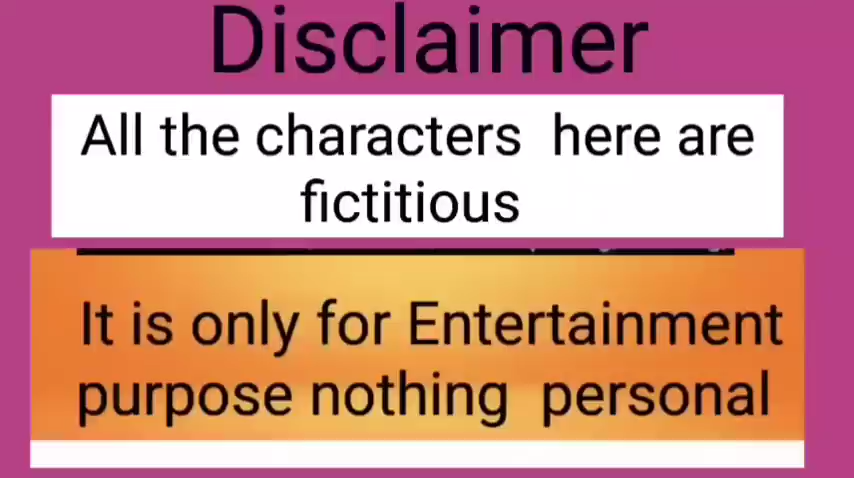 Disclaimer
All the characters here are
fictitious
It is only for Entertainment
purpose nothing personal